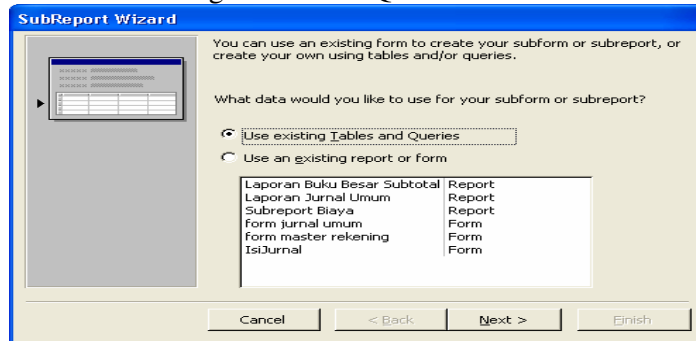 SubReport Wizard
You can use an existing form to create your subform or subreport, or
create your own using tables and/or queries.
What data would you like to use for your subform or subreport?
Use existing Tables and Queries
Use an existing report or form
Laporan Buku Besar Subtotal Report
Laporan Jurnal Umum Report
Subreport Biaya Report
form jurnal umum Form
form master rekening Form
IsiJurnal Form
Cancel < Back Next > Finish